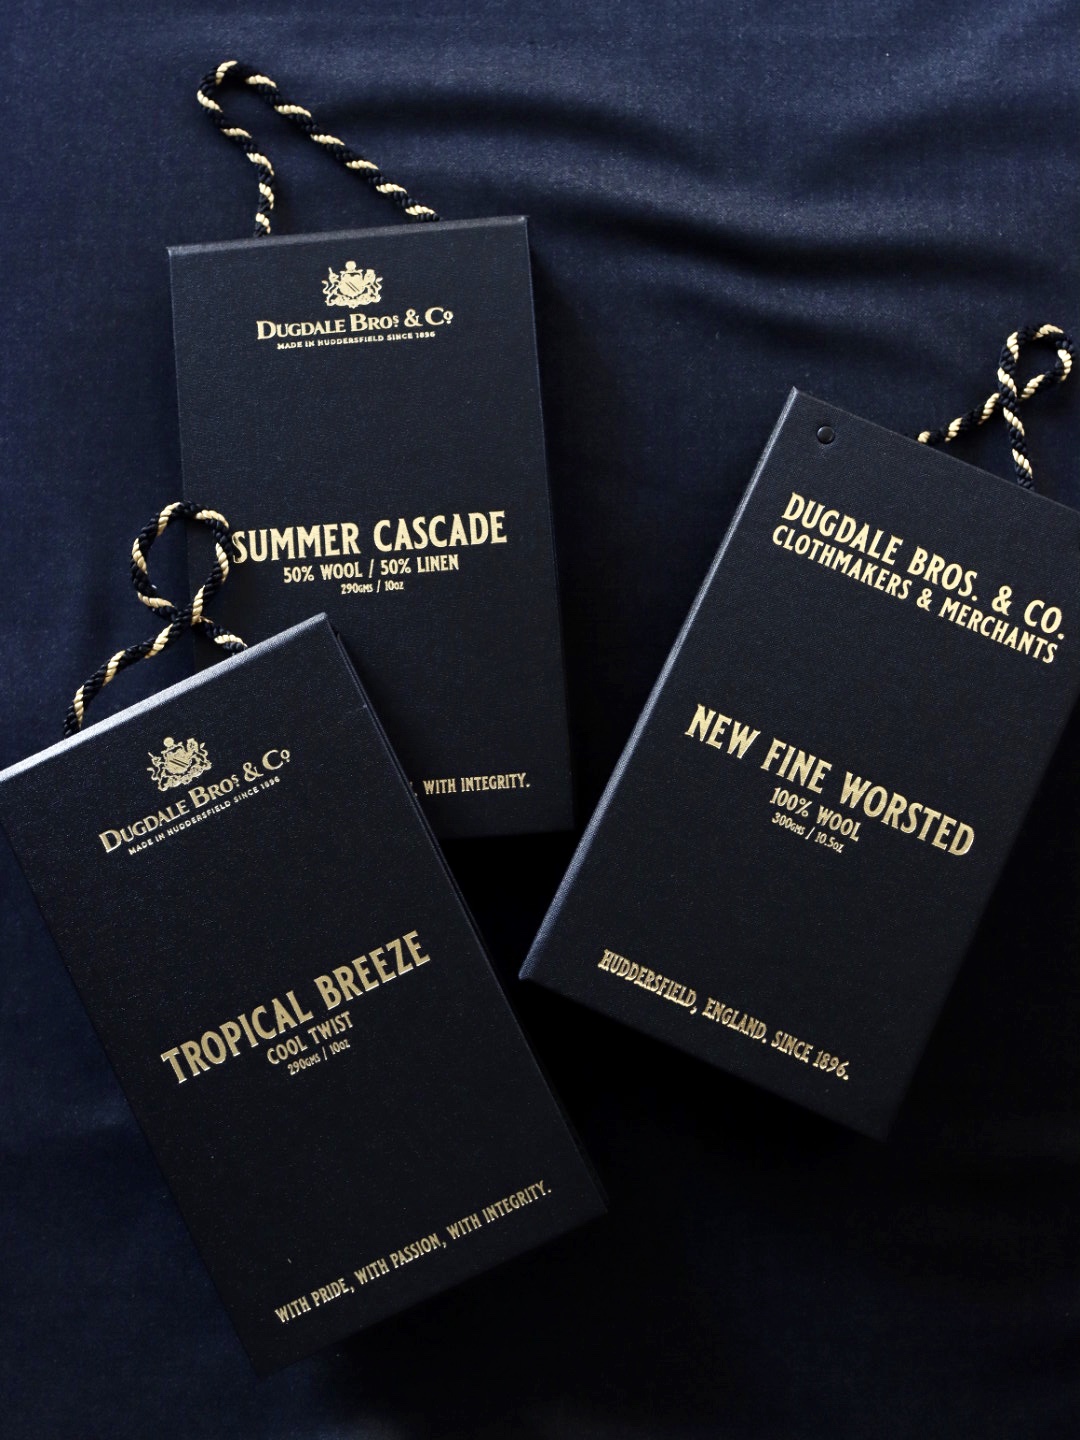 DUGDALE BROS & CO
MADE IN HUDDERSFIELD SINCE 1896
SUMMER CASCADE
50% WOOL / 50% LINEN
290GMS / 10OZ
, WITH INTEGRITY.
DUGDALE BROS. & CO.
CLOTHMAKERS & MERCHANTS
NEW FINE WORSTED
100% WOOL
300GMS / 10.5OZ
HUDDERSFIELD, ENGLAND. SINCE 1896.
DUGDALE BROS & CO
MADE IN HUDDERSFIELD SINCE 1896
TROPICAL BREEZE
COOL TWIST
290GMS / 10OZ
WITH PRIDE, WITH PASSION, WITH INTEGRITY.